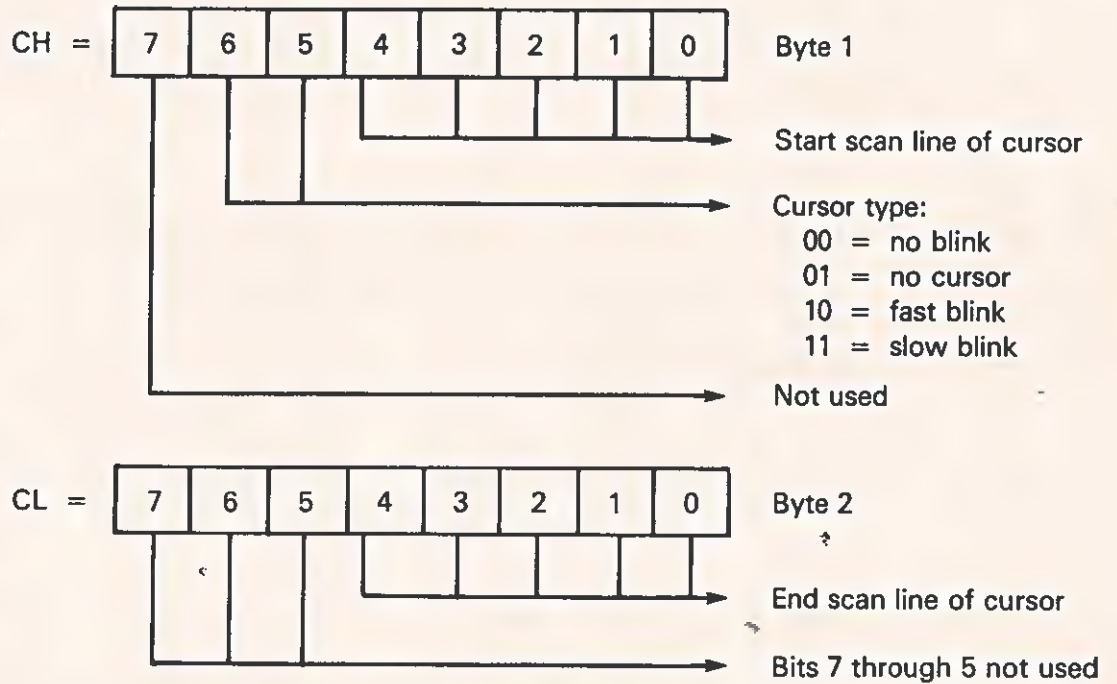 CH = 7 6 5 4 3 2 1 0 Byte 1
Start scan line of cursor
Cursor type:
00 = no blink
01 = no cursor
10 = fast blink
11 = slow blink
Not used
CL = 7 6 5 4 3 2 1 0 Byte 2
End scan line of cursor
Bits 7 through 5 not used